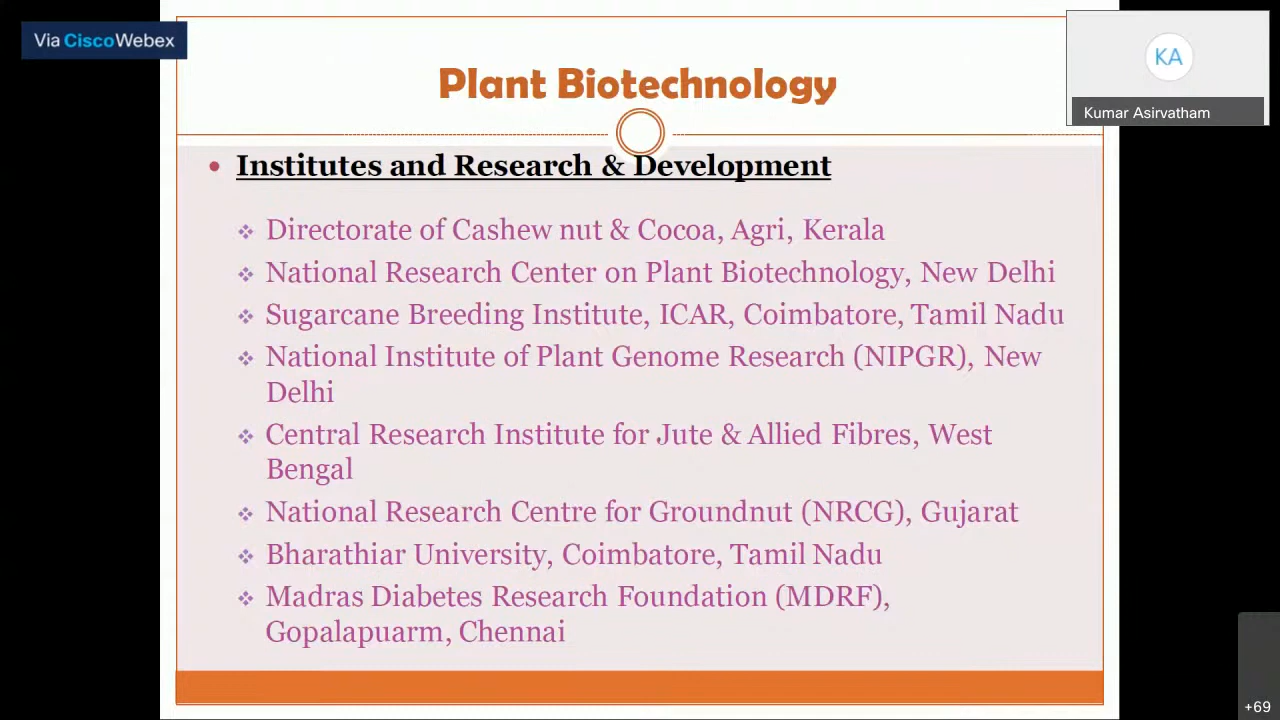 Via CiscoWebex
KA
Kumar Asirvatham
Plant Biotechnology
Institutes and Research & Development
Directorate of Cashew nut & Cocoa, Agri, Kerala
National Research Center on Plant Biotechnology, New Delhi
Sugarcane Breeding Institute, ICAR, Coimbatore, Tamil Nadu
National Institute of Plant Genome Research (NIPGR), New
Delhi
Central Research Institute for Jute & Allied Fibres, West
Bengal
National Research Centre for Groundnut (NRCG), Gujarat
Bharathiar University, Coimbatore, Tamil Nadu
Madras Diabetes Research Foundation (MDRF),
Gopalapuarm, Chennai
+69